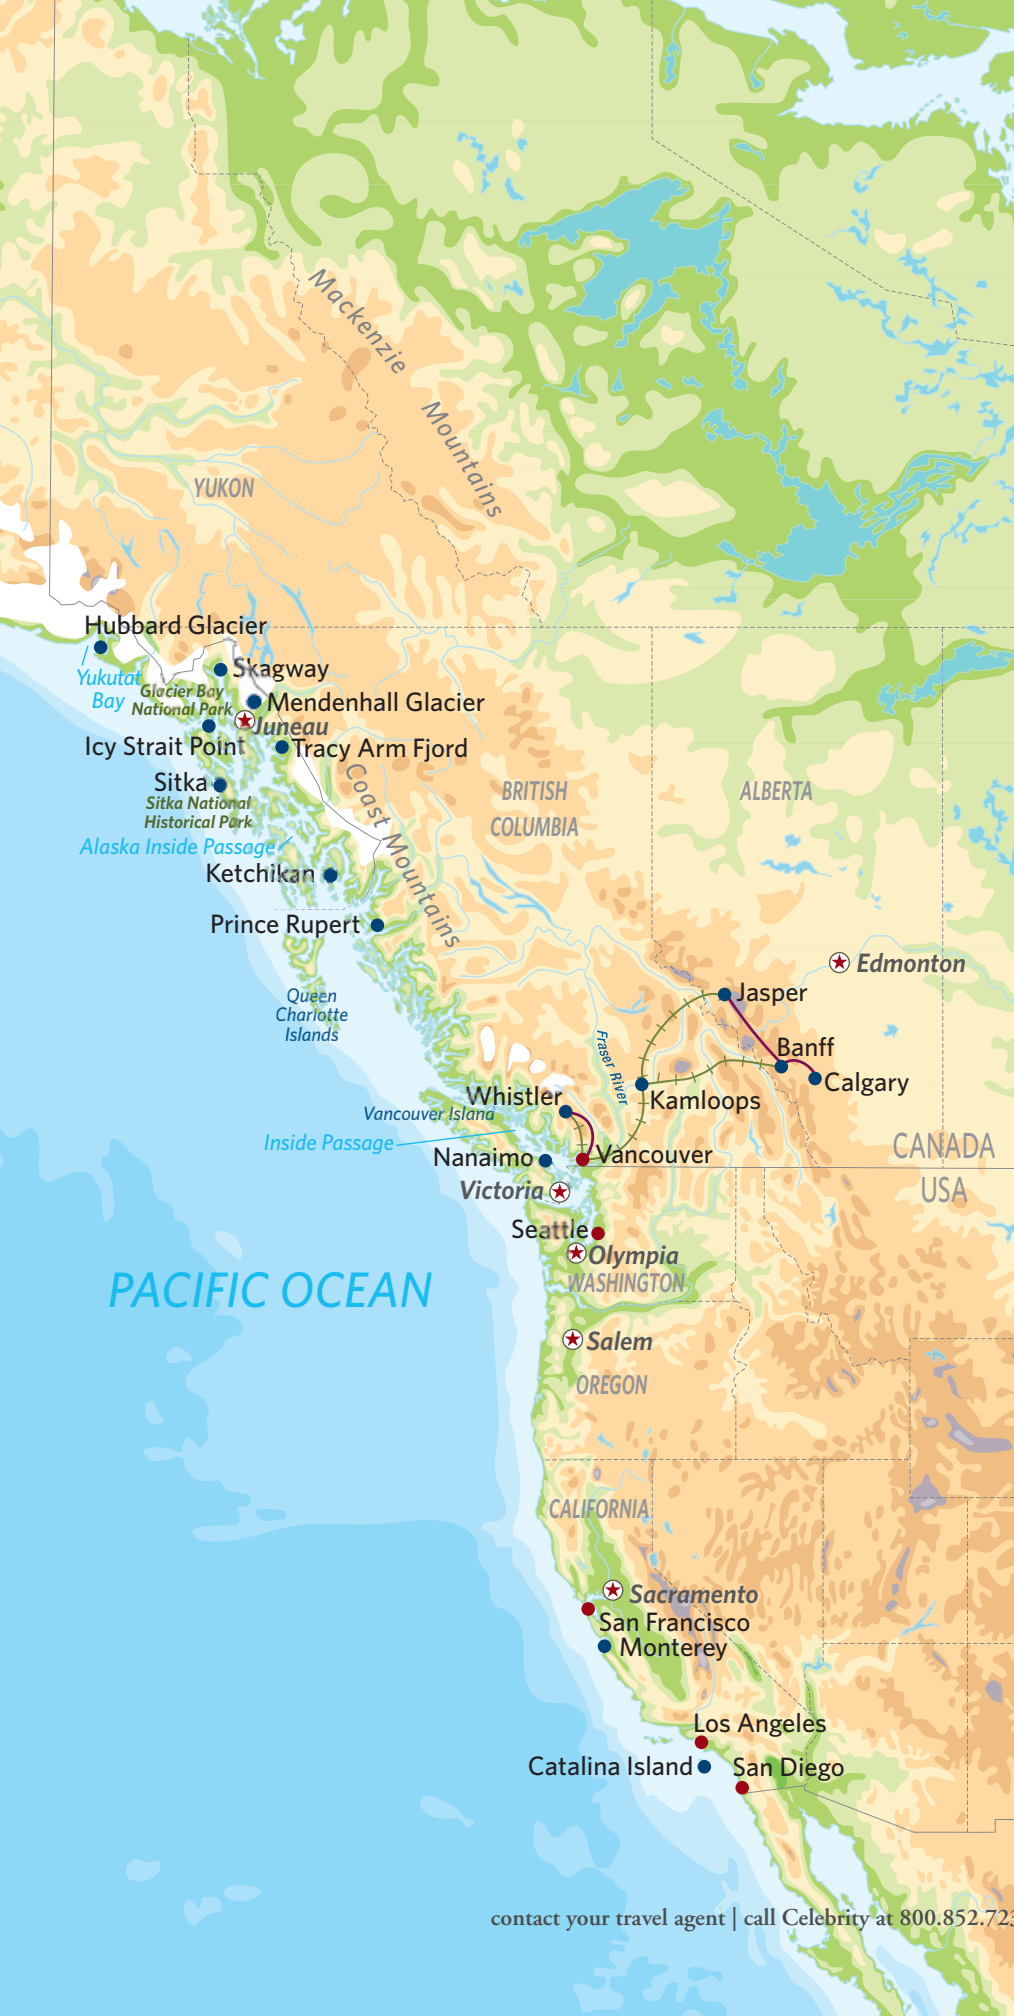 Mackenzie
Mountains
YUKON
Hubbard Glacier
Skagway
Yukutat
Bay
Glacier Bay
National Park
Mendenhall Glacier
Juneau
Icy Strait Point
Tracy Arm Fjord
Sitka
Sitka National
Historical Park
Coast Mountains
BRITISH
COLUMBIA
ALBERTA
Alaska Inside Passage
Ketchikan
Prince Rupert
Edmonton
Queen
Chariotte
Islands
Jasper
Fraser River
Banff
Calgary
Whistler
Kamloops
Vancouver Island
Inside Passage
Nanaimo
Vancouver
CANADA
USA
Victoria
Seattle
Olympia
WASHINGTON
PACIFIC OCEAN
Salem
OREGON
CALIFORNIA
Sacramento
San Francisco
Monterey
Los Angeles
Catalina Island
San Diego
contact your travel agent | call Celebrity at 800.852.723